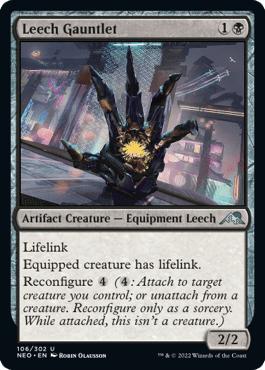 Leech Gauntlet 1
Artifact Creature — Equipment Leech
Lifelink
Equipped creature has lifelink.
Reconfigure 4 (4: Attach to target
creature you control; or unattach from a
creature. Reconfigure only as a sorcery.
While attached, this isn't a creature.)
2/2
106/302 U
NEO • EN Robin Olausson
™ & © 2022 Wizards of the Coast